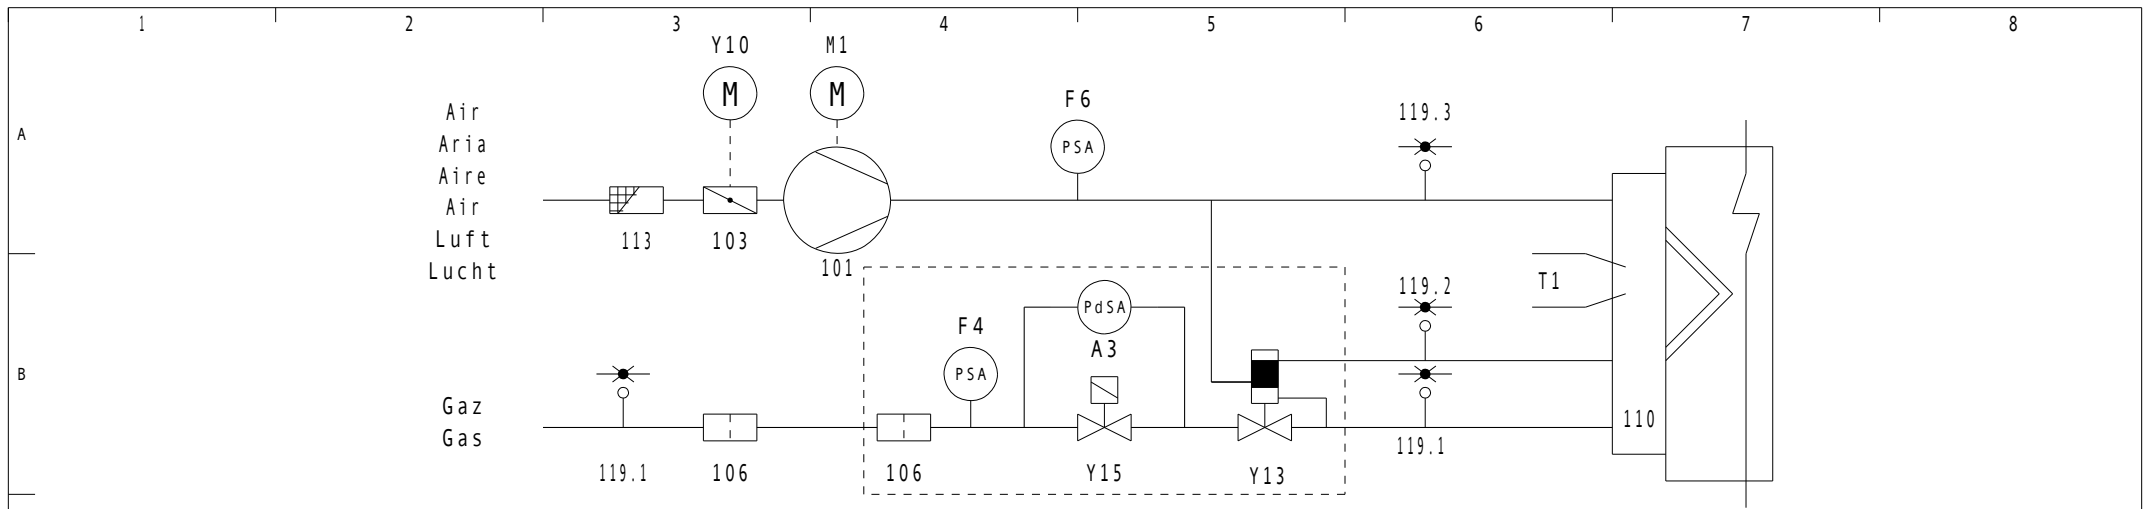 1 2 3 4 5 6 7 8
Y10 M1
M M
F6
119.3
A
PSA
Air
Aria
Aire
Air
Luft
Lucht
113 103
101
T1
119.2
PdSA
F4
A3
B
PSA
Gaz
Gas
110
119.1
119.1 106 106 Y15 Y13